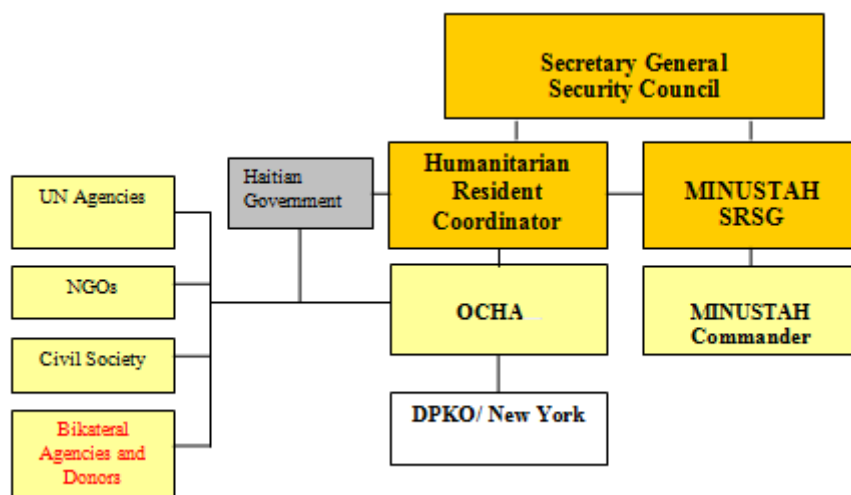 Secretary General
Security Council
Humanitarian
Resident
Coordinator
MINUSTAH
SRSG
Haitian
Government
UN Agencies
NGOs
Civil Society
Bikateral
Agencies and
Donors
OCHA
MINUSTAH
Commander
DPKO/ New York